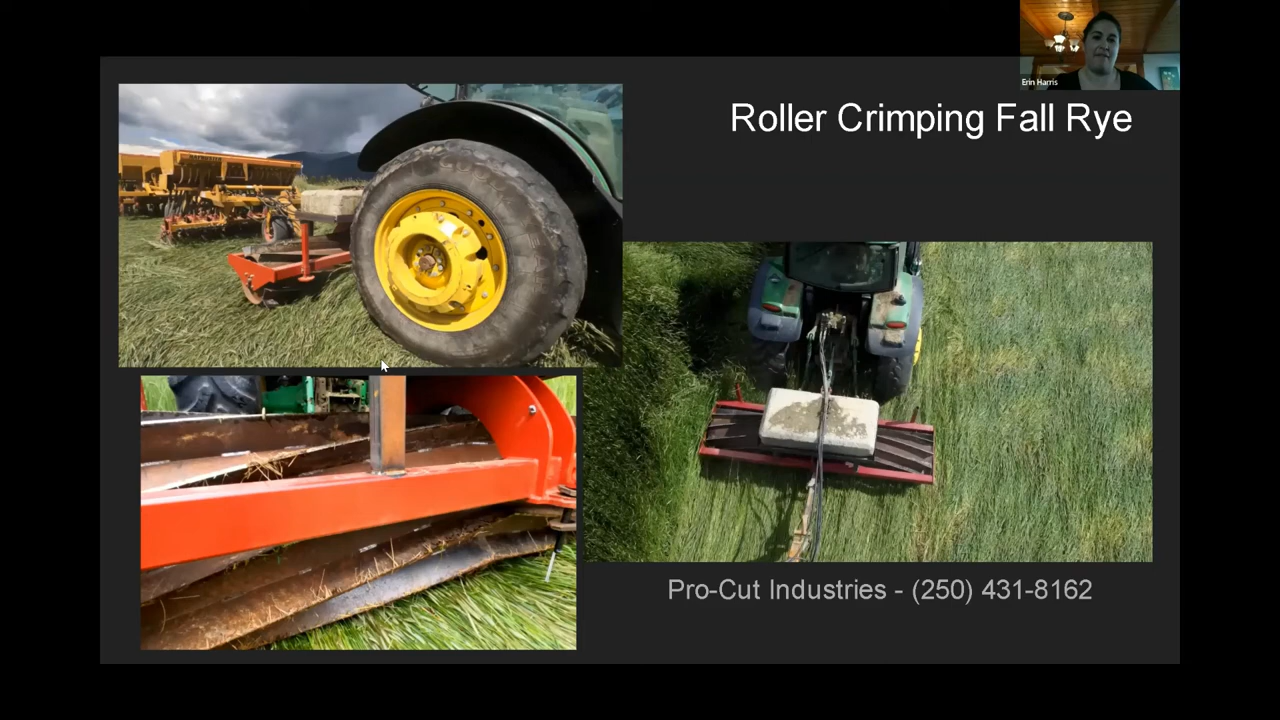 Erin Harris
Roller Crimping Fall Rye
Pro-Cut Industries - (250) 431-8162